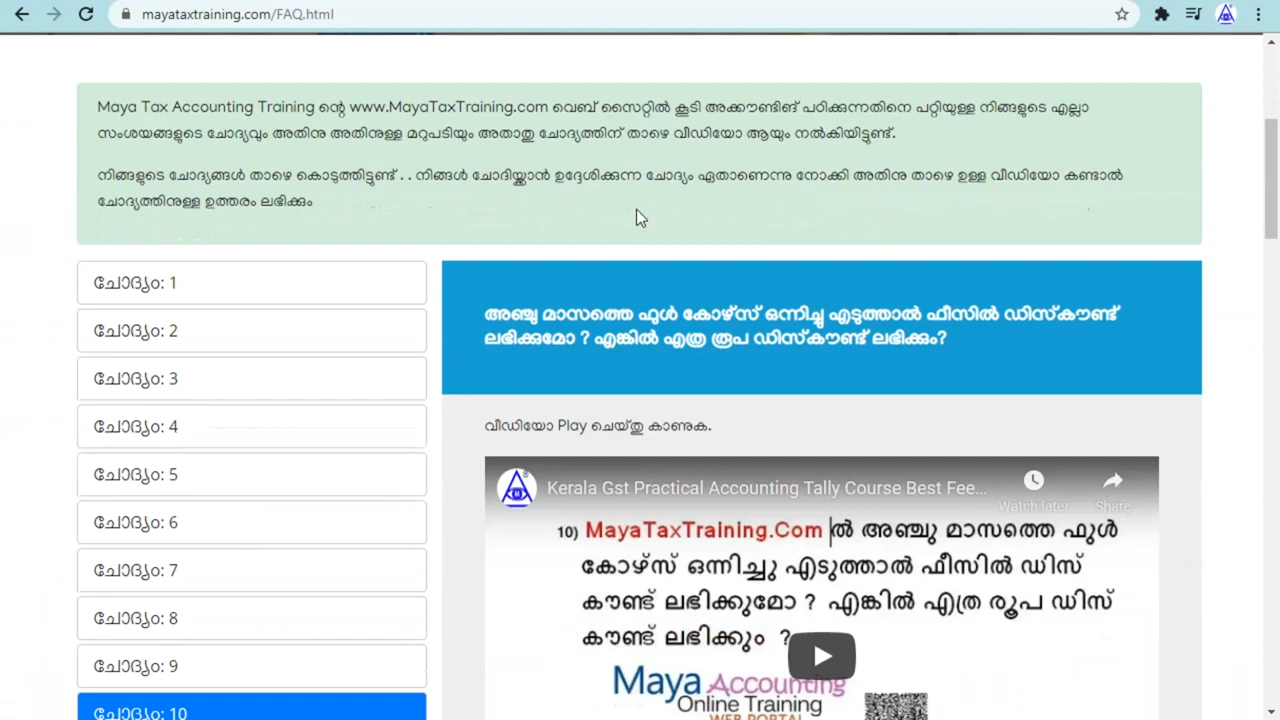 mayataxtraining.com/FAQ.html
Maya Tax Accounting Training ന്റെ www.MayaTaxTraining.com വെബ് സൈറ്റിൽ കൂടി അക്കൗണ്ടിങ് പഠിക്കുന്നതിനെ പറ്റിയുള്ള നിങ്ങളുടെ എല്ലാ
സംശയങ്ങളുടെ ചോദ്യവും അതിനു അതിനുള്ള മറുപടിയും അതാതു ചോദ്യത്തിന് താഴെ വീഡിയോ ആയും നൽകിയിട്ടുണ്ട്.
നിങ്ങളുടെ ചോദ്യങ്ങൾ താഴെ കൊടുത്തിട്ടുണ്ട് . . നിങ്ങൾ ചോദിയ്ക്കാൻ ഉദ്ദേശിക്കുന്ന ചോദ്യം ഏതാണെന്നു നോക്കി അതിനു താഴെ ഉള്ള വീഡിയോ കണ്ടാൽ
ചോദ്യത്തിനുള്ള ഉത്തരം ലഭിക്കും
ചോദ്യം: 1
ചോദ്യം: 2
ചോദ്യം: 3
ചോദ്യം: 4
ചോദ്യം: 5
ചോദ്യം: 6
ചോദ്യം: 7
ചോദ്യം: 8
ചോദ്യം: 9
ചോദ്യം: 10
അഞ്ചു മാസത്തെ ഫുൾ കോഴ്സ് ഒന്നിച്ചു എടുത്താൽ ഫീസിൽ ഡിസ്കൗണ്ട്
ലഭിക്കുമോ ? എങ്കിൽ എത്ര രൂപ ഡിസ്കൗണ്ട് ലഭിക്കും?
വീഡിയോ Play ചെയ്തു കാണുക.
Kerala Gst Practical Accounting Tally Course Best Fee...
Watch later
Share
10) MayaTaxTraining.Com ൽ അഞ്ചു മാസത്തെ ഫുൾ
കോഴ്സ് ഒന്നിച്ചു എടുത്താൽ ഫീസിൽ ഡിസ്
കൗണ്ട് ലഭിക്കുമോ ? എങ്കിൽ എത്ര രൂപ ഡിസ്
കൗണ്ട് ലഭിക്കും ?
Maya Accounting
Online Training
WEB PORTAL